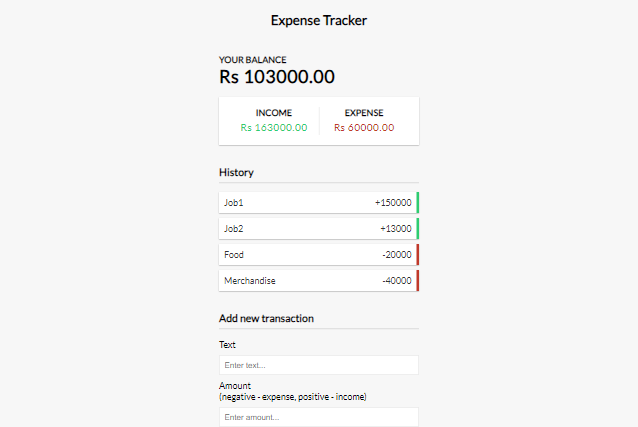 Expense Tracker
YOUR BALANCE
Rs 103000.00
INCOME EXPENSE
Rs 163000.00 Rs 60000.00
History
Job1 +150000
Job2 +13000
Food -20000
Merchandise -40000
Add new transaction
Text
Enter text...
Amount
(negative - expense, positive - income)
Enter amount...